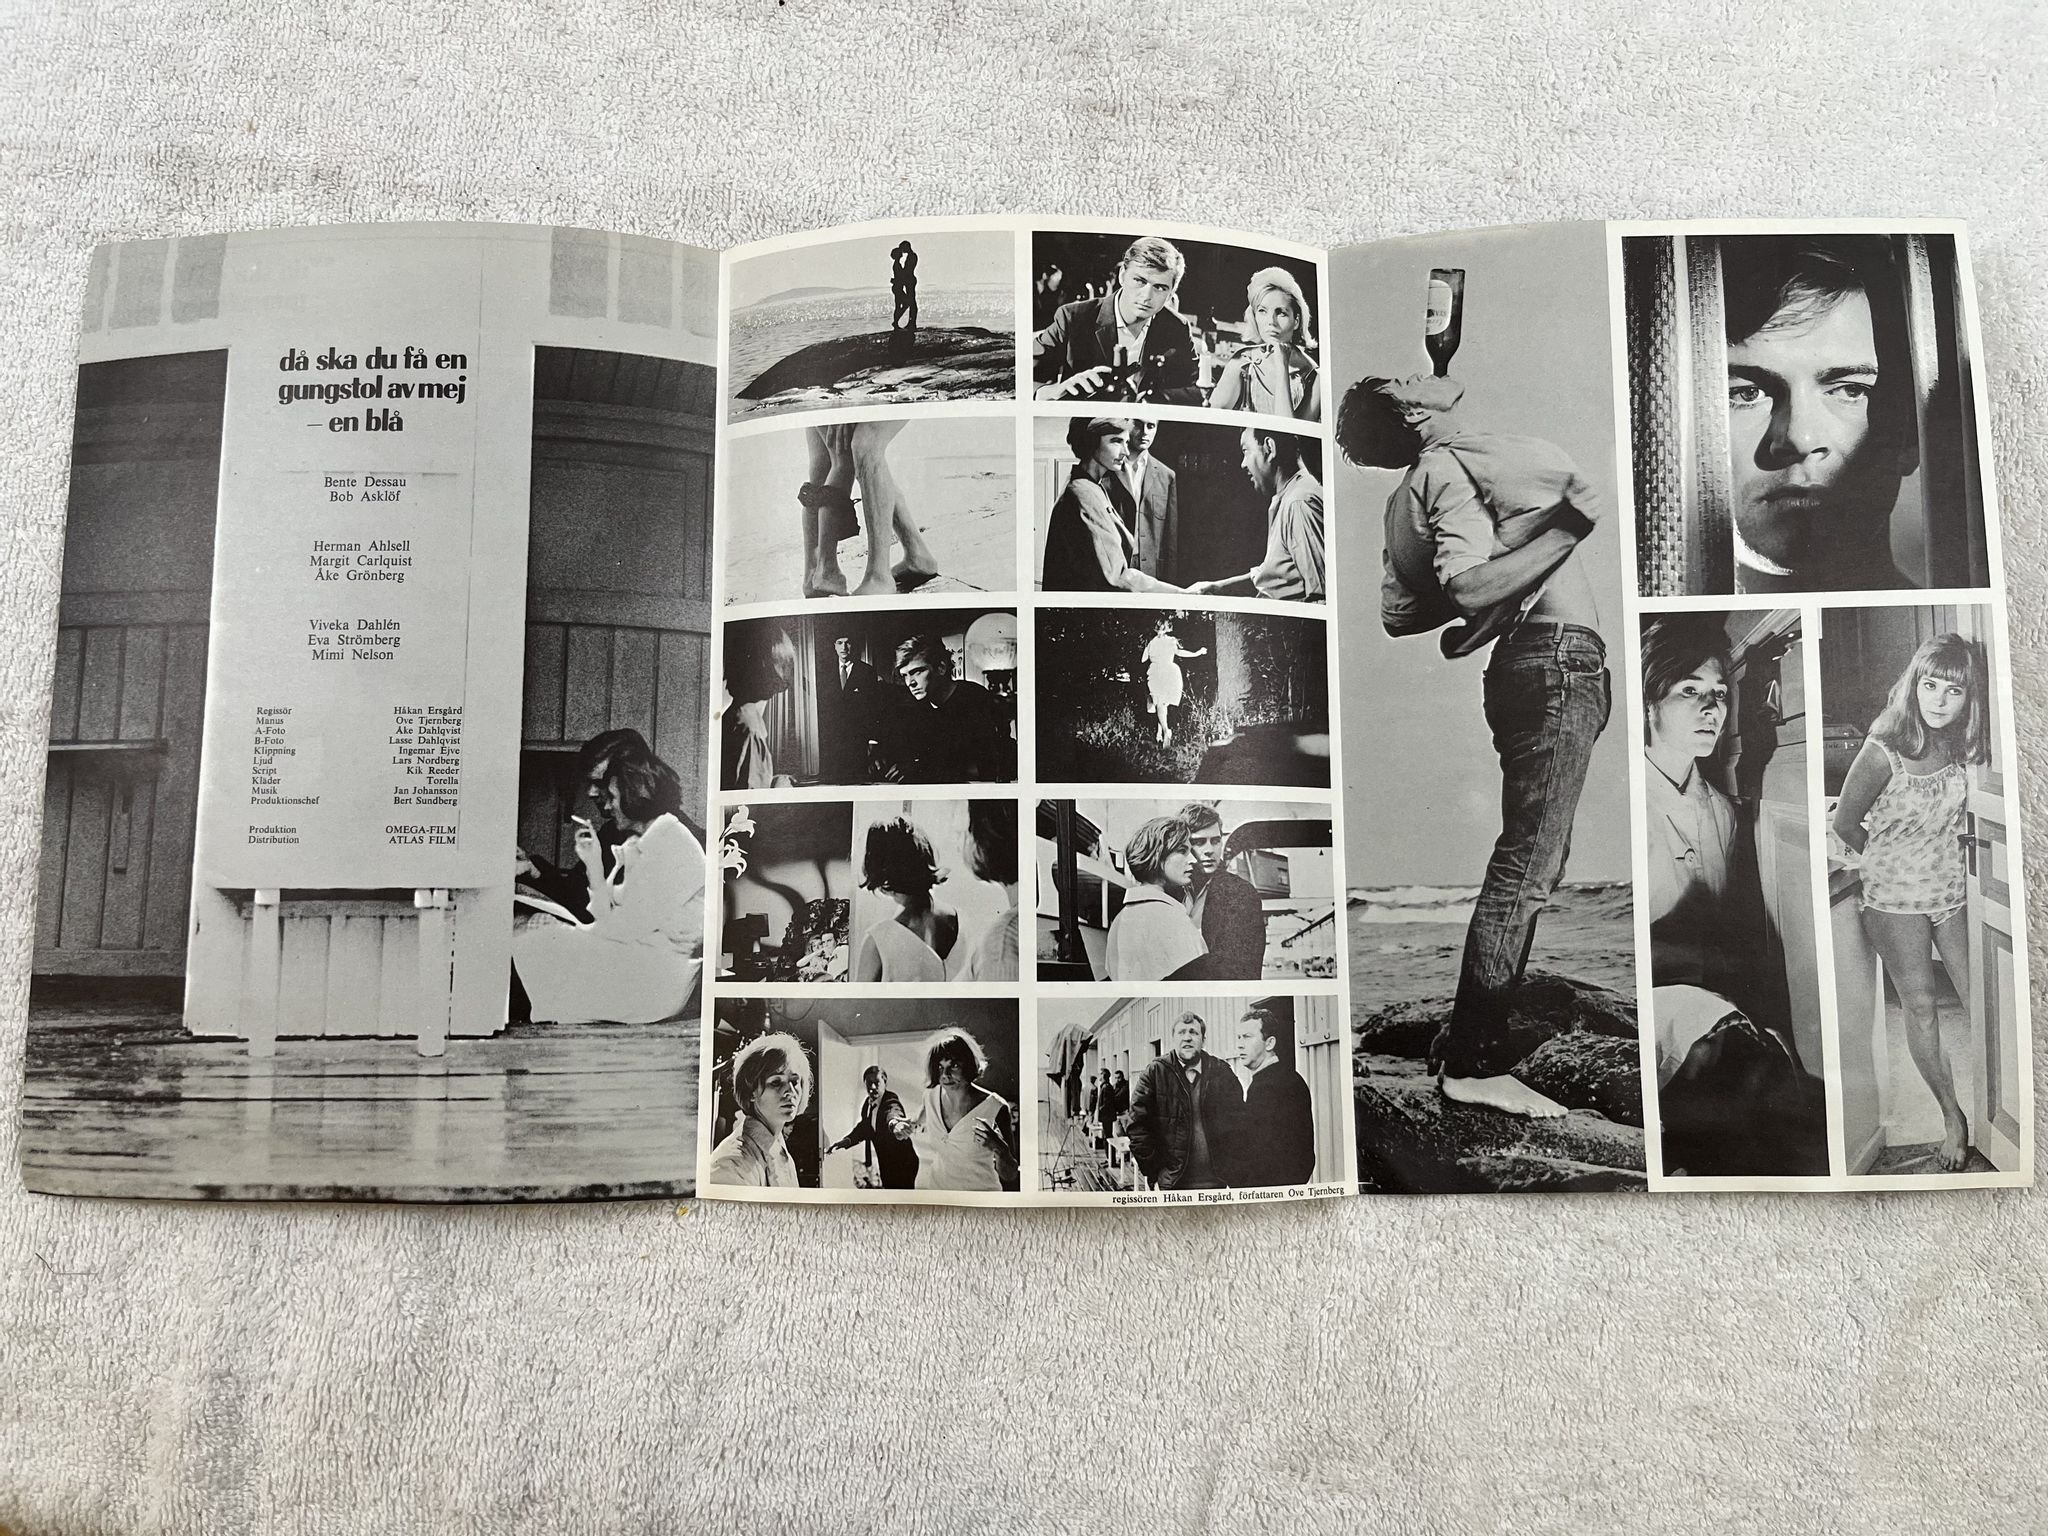 då ska du få en
gungstol av mej
– en blå
Bente Dessau
Bob Asklöf
Herman Ahlsell
Margit Carlquist
Åke Grönberg
Viveka Dahlén
Eva Strömberg
Mimi Nelson
Regissör Håkan Ersgård
Manus Ove Tjernberg
A-Foto Åke Dahlqvist
B-Foto Lasse Dahlqvist
Klippning Ingemar Ejve
Ljud Lars Nordberg
Script Kik Reeder
Kläder Torella
Musik Jan Johansson
Produktionschef Bert Sundberg
Produktion OMEGA-FILM
Distribution ATLAS FILM
regissören Håkan Ersgård, författaren Ove Tjernberg